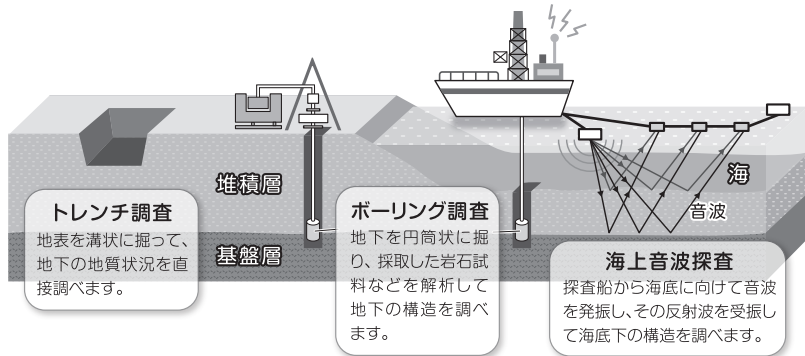 堆積層
基盤層
海
音波
トレンチ調査
地表を溝状に掘って、
地下の地質状況を直
接調べます。
ボーリング調査
地下を円筒状に掘
り、採取した岩石試
料などを解析して
地下の構造を調べ
ます。
海上音波探査
探査船から海底に向けて音波
を発振し、その反射波を受振し
て海底下の構造を調べます。